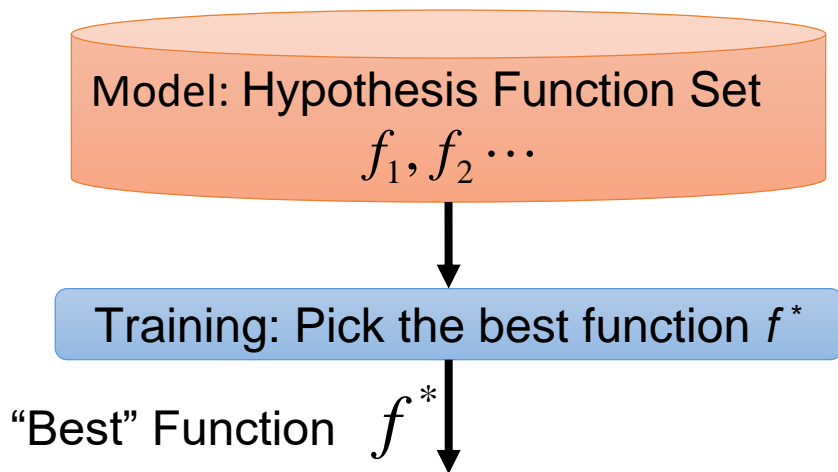 Model: Hypothesis Function Set
f₁, f₂ ⋯
Training: Pick the best function f *
“Best” Function f *